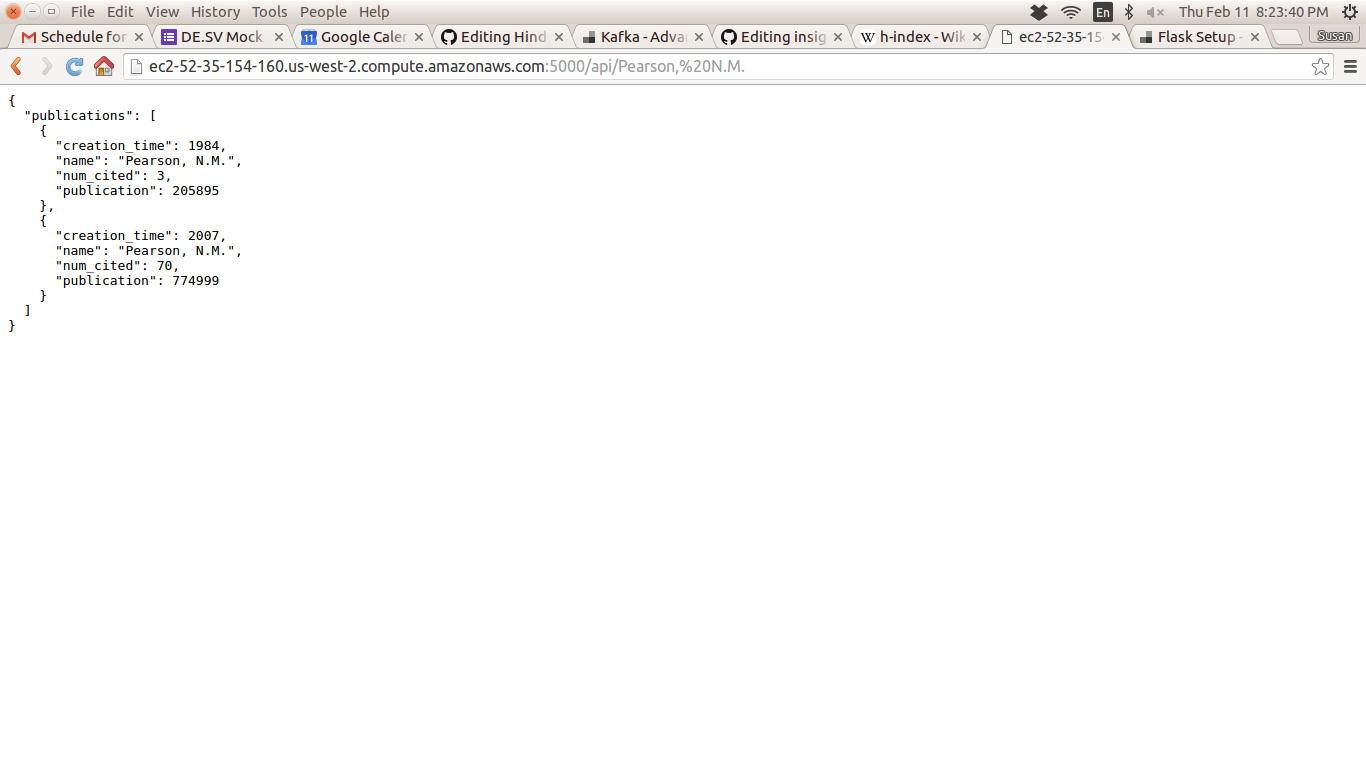 File Edit View History Tools People Help
En Thu Feb 11 8:23:40 PM
Schedule for DE.SV Mock 11 Google Caler Editing Hind Kafka - Adva Editing insig W h-index - Wik ec2-52-35-15 Flask Setup - Susan
ec2-52-35-154-160.us-west-2.compute.amazonaws.com:5000/api/Pearson,%20N.M.
{
  "publications": [
    {
      "creation_time": 1984,
      "name": "Pearson, N.M.",
      "num_cited": 3,
      "publication": 205895
    },
    {
      "creation_time": 2007,
      "name": "Pearson, N.M.",
      "num_cited": 70,
      "publication": 774999
    }
  ]
}